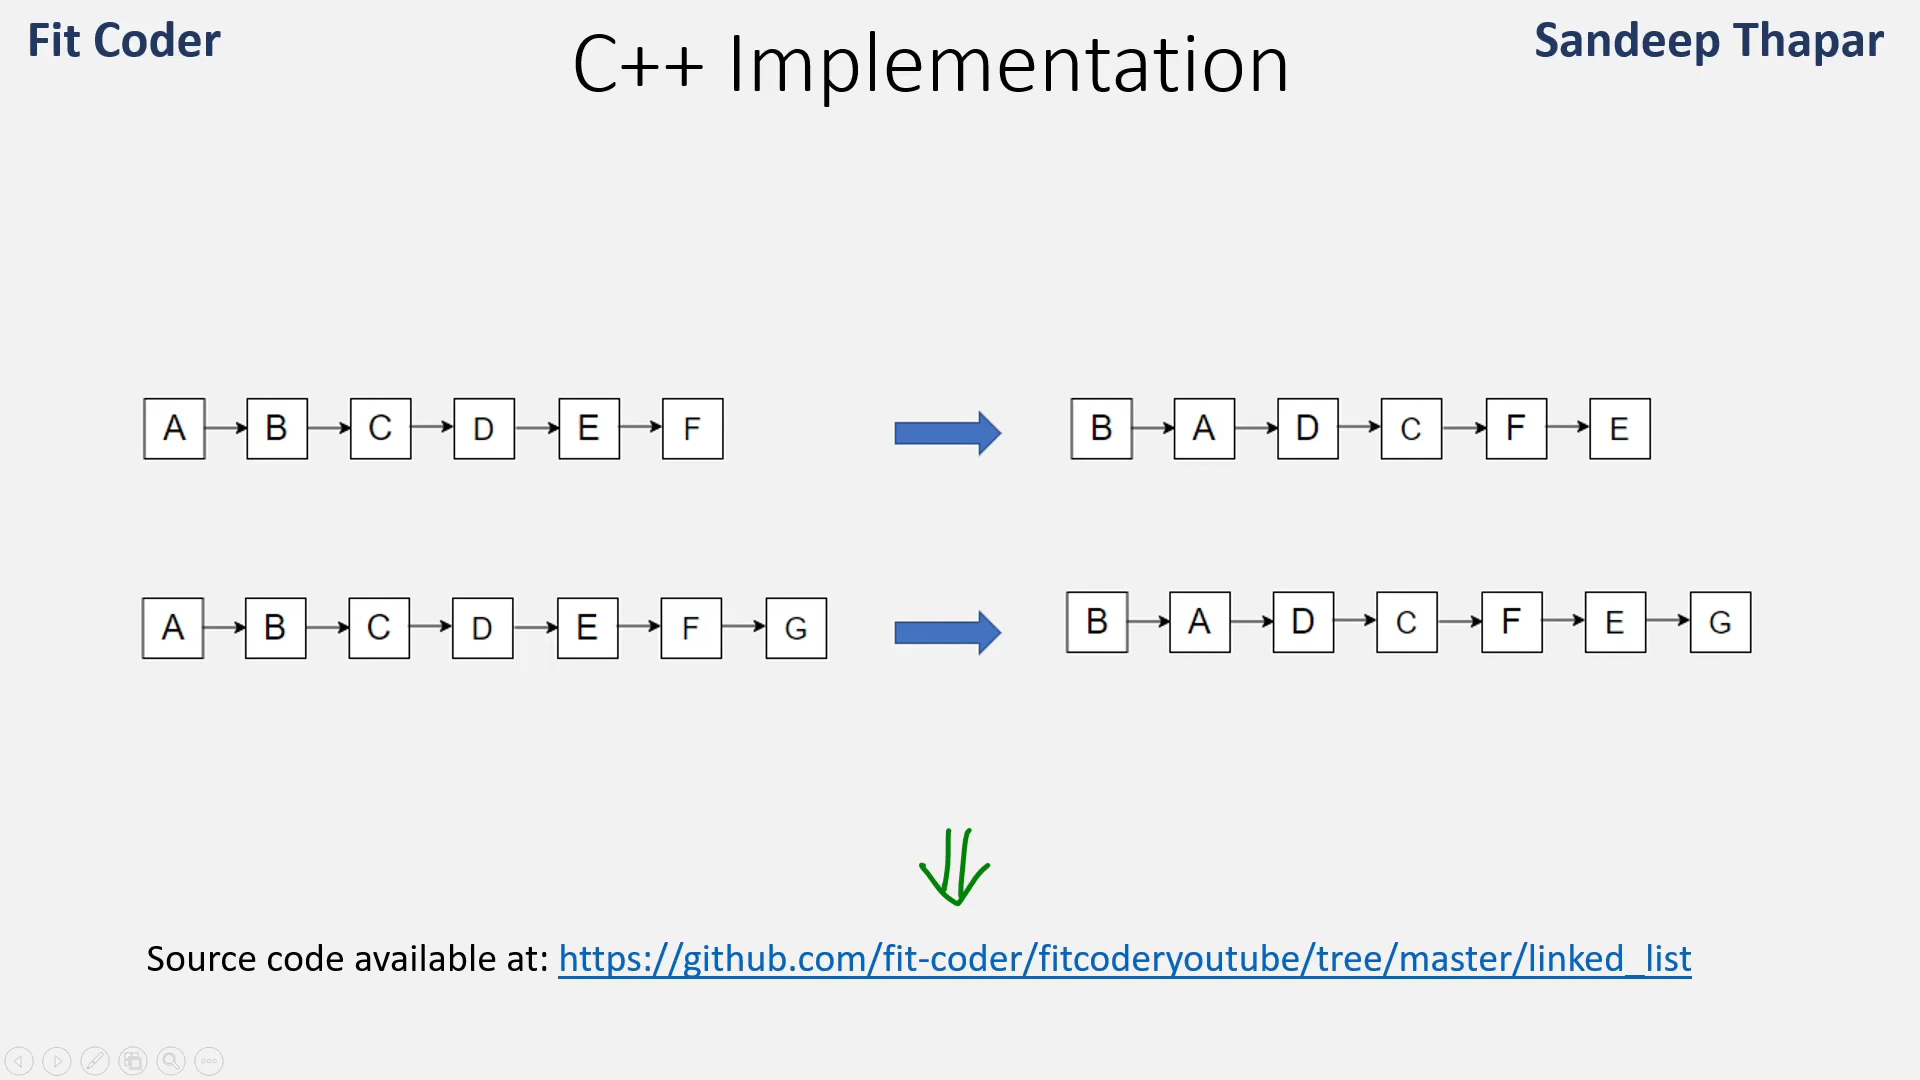 Fit Coder
C++ Implementation
Sandeep Thapar
A B C D E F
B A D C F E
A B C D E F G
B A D C F E G
Source code available at: https://github.com/fit-coder/fitcoderyoutube/tree/master/linked_list